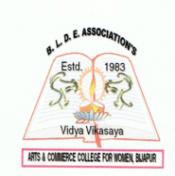 B. L. D. E. ASSOCIATION'S
Estd. 1983
Vidya Vikasaya
ARTS & COMMERCE COLLEGE FOR WOMEN, BIJAPUR